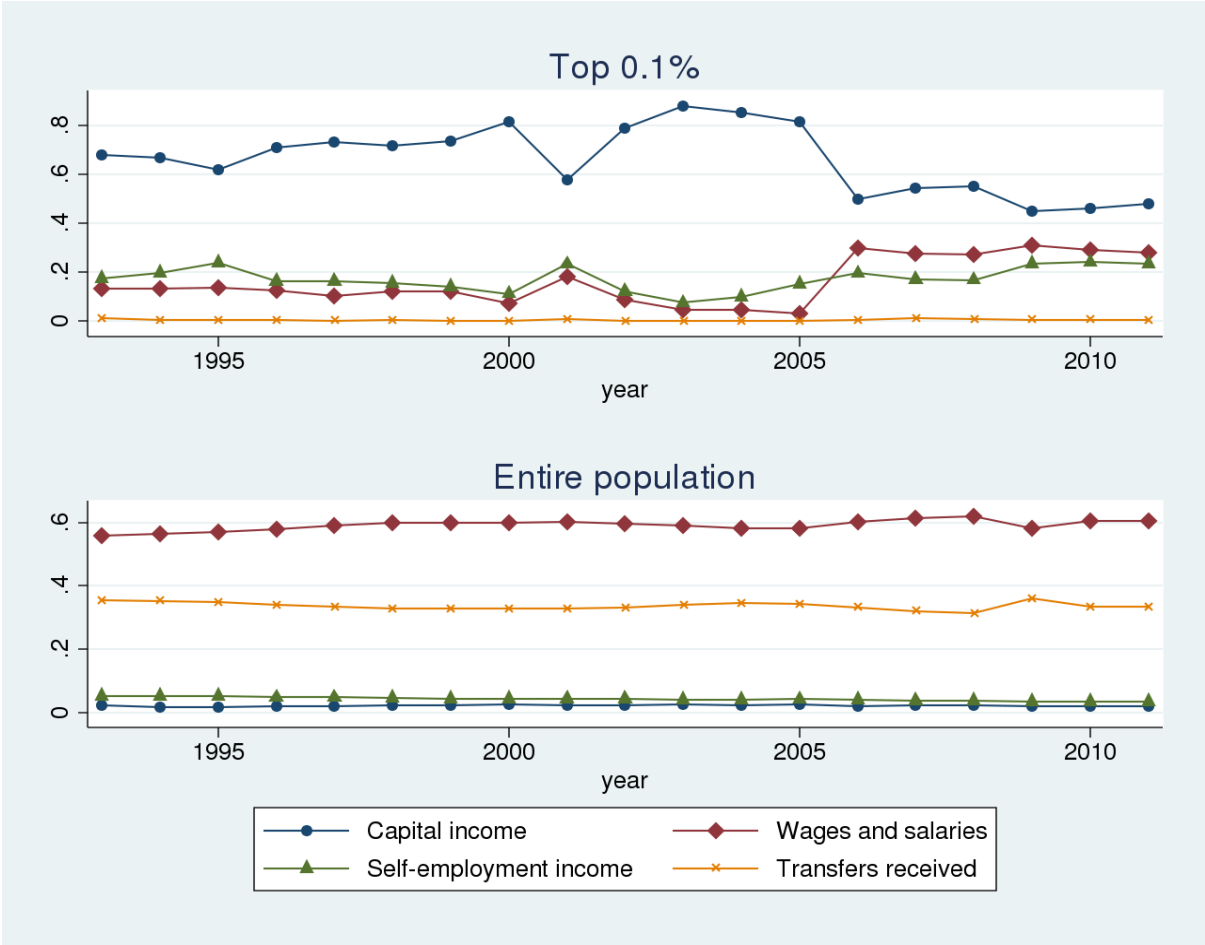 Top 0.1%
.8
.6
.4
.2
0
1995 2000 2005 2010
year
Entire population
.6
.4
.2
0
1995 2000 2005 2010
year
Capital income Wages and salaries
Self-employment income Transfers received